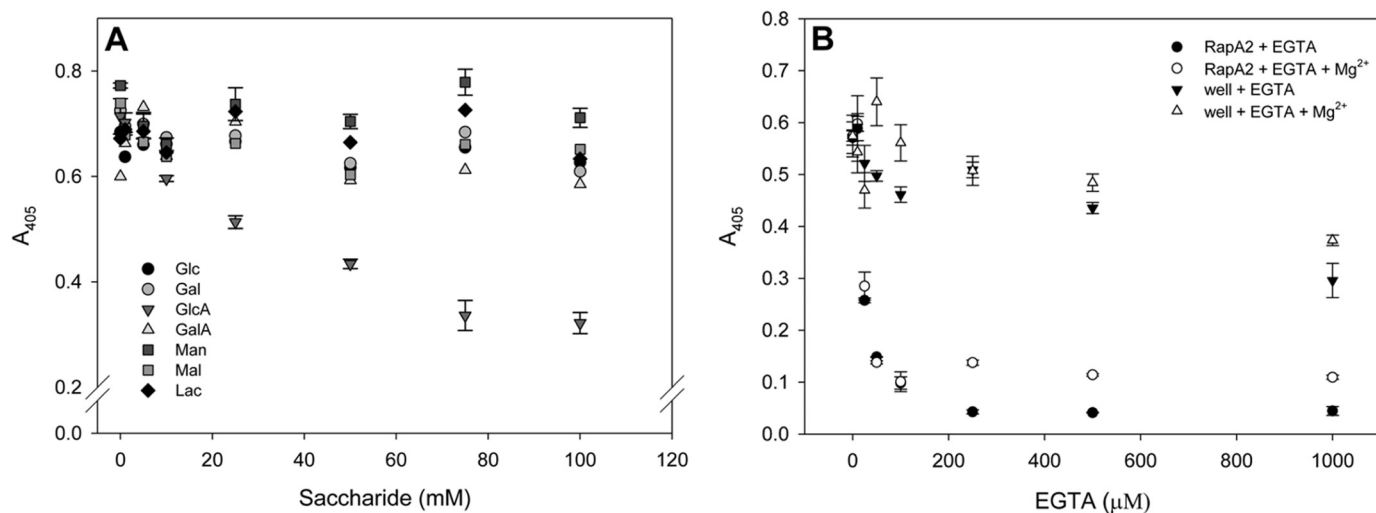 A
A405
0.8
0.6
0.4
0.2
0.0
Glc
Gal
GlcA
GalA
Man
Mal
Lac
0 20 40 60 80 100 120
Saccharide (mM)
B
A405
0.8
0.7
0.6
0.5
0.4
0.3
0.2
0.1
0.0
RapA2 + EGTA
RapA2 + EGTA + Mg²⁺
well + EGTA
well + EGTA + Mg²⁺
0 200 400 600 800 1000
EGTA (μM)